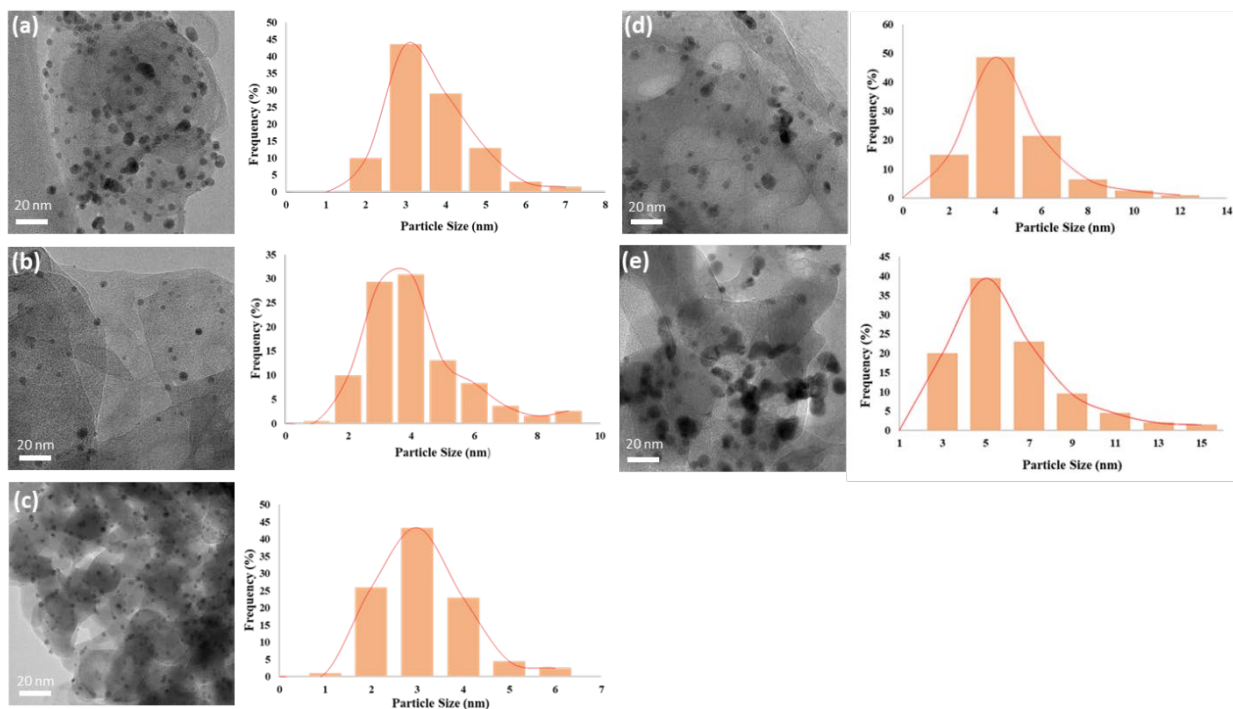 (a)
20 nm
Frequency (%)
50
45
40
35
30
25
20
15
10
5
0
0 1 2 3 4 5 6 7 8
Particle Size (nm)
(b)
20 nm
Frequency (%)
35
30
25
20
15
10
5
0
0 2 4 6 8 10
Particle Size (nm)
(c)
20 nm
Frequency (%)
50
45
40
35
30
25
20
15
10
5
0
0 1 2 3 4 5 6 7
Particle Size (nm)
(d)
20 nm
Frequency (%)
60
50
40
30
20
10
0
0 2 4 6 8 10 12 14
Particle Size (nm)
(e)
20 nm
Frequency (%)
45
40
35
30
25
20
15
10
5
0
1 3 5 7 9 11 13 15
Particle Size (nm)